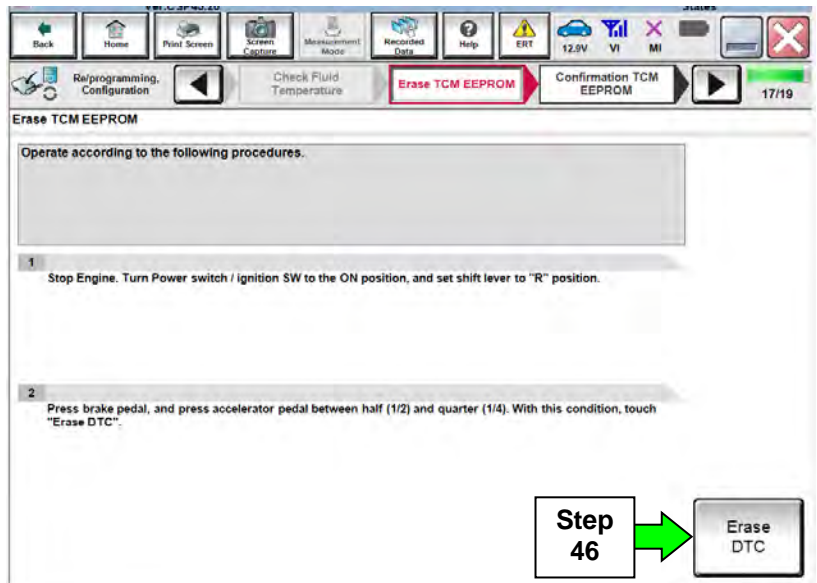 Back
Home
Print Screen
Screen
Capture
Measurement
Mode
Recorded
Data
Help
ERT
12.9V
VI
MI
Re/programming,
Configuration
Check Fluid
Temperature
Erase TCM EEPROM
Confirmation TCM
EEPROM
17/19
Erase TCM EEPROM
Operate according to the following procedures.
1
Stop Engine. Turn Power switch / ignition SW to the ON position, and set shift lever to "R" position.
2
Press brake pedal, and press accelerator pedal between half (1/2) and quarter (1/4). With this condition, touch
"Erase DTC".
Step
46
Erase
DTC